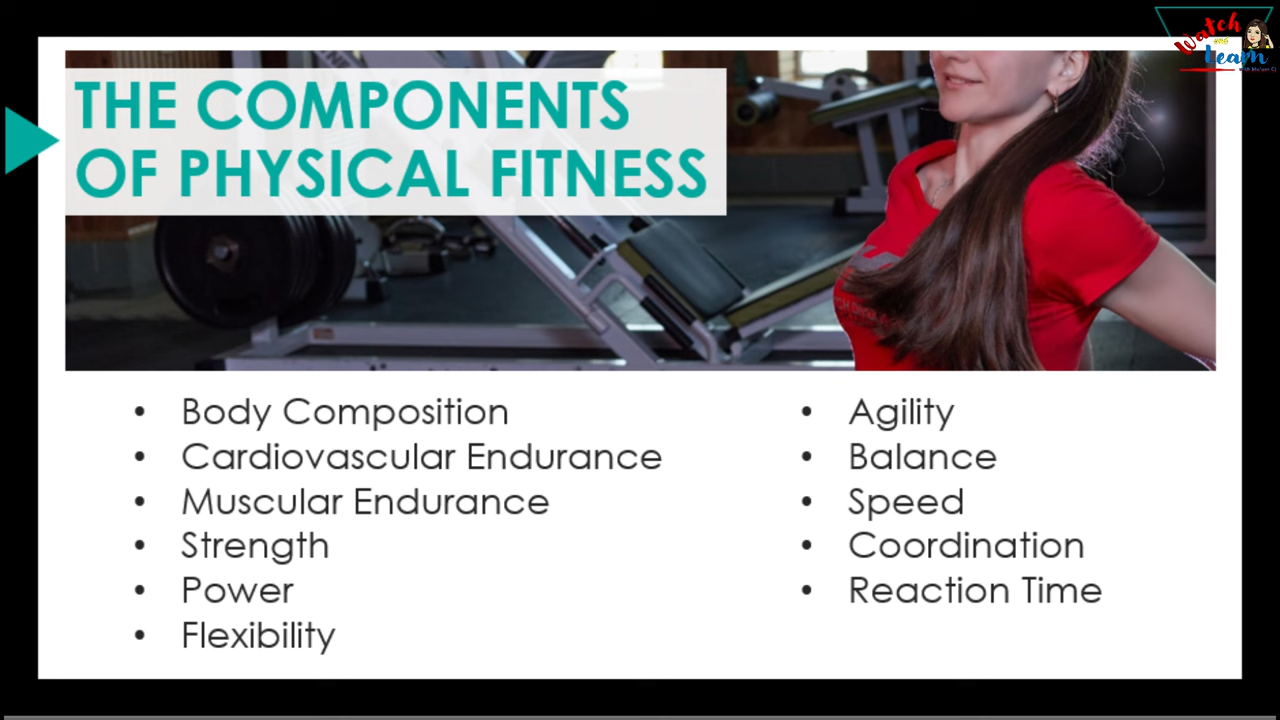 Watch
and
Learn
THE COMPONENTS
OF PHYSICAL FITNESS
• Body Composition
• Cardiovascular Endurance
• Muscular Endurance
• Strength
• Power
• Flexibility
• Agility
• Balance
• Speed
• Coordination
• Reaction Time